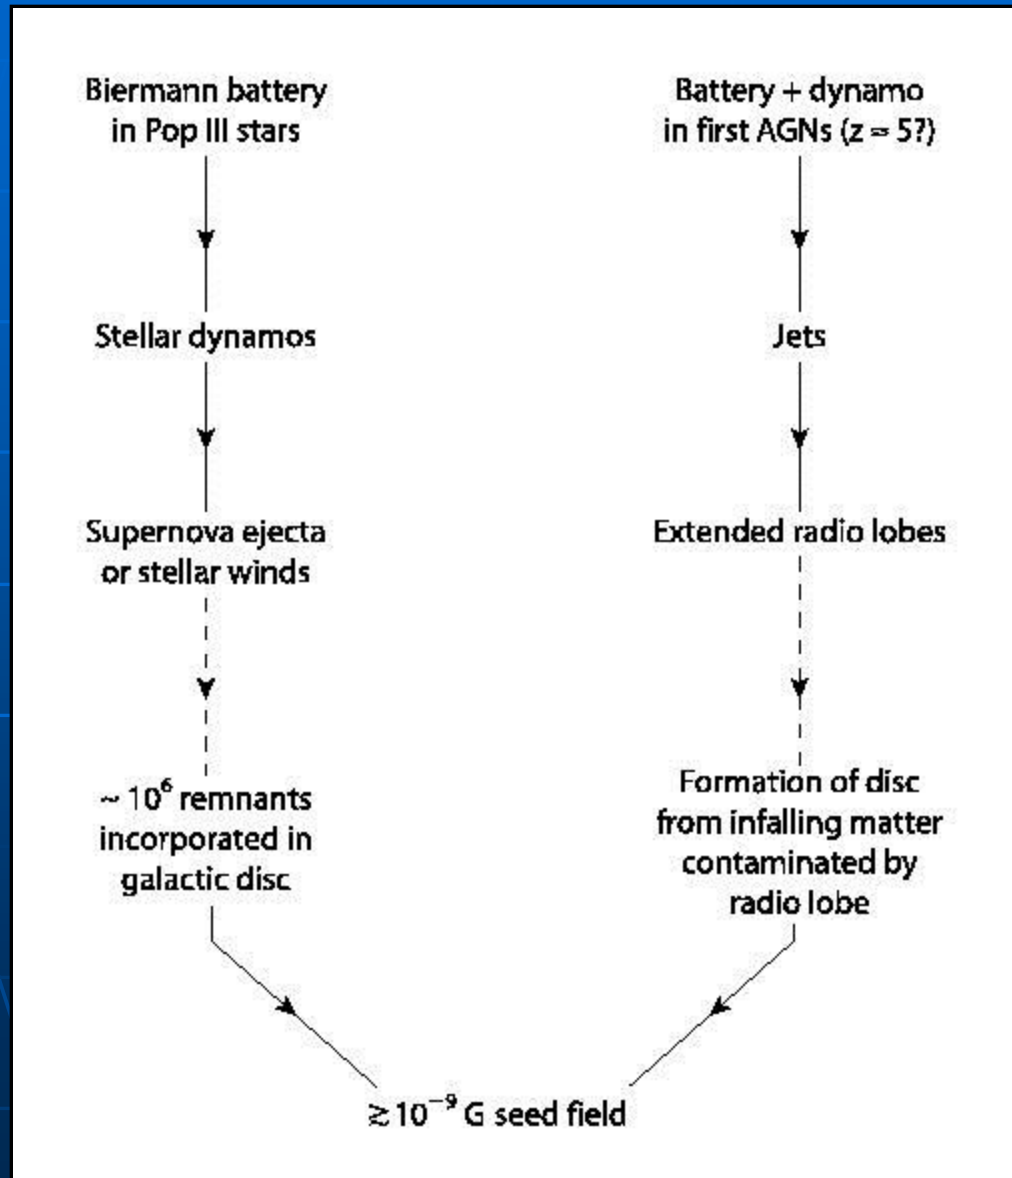 Biermann battery
in Pop III stars
Stellar dynamos
Supernova ejecta
or stellar winds
~ 10⁶ remnants
incorporated in
galactic disc
Battery + dynamo
in first AGNs (z = 5?)
Jets
Extended radio lobes
Formation of disc
from infalling matter
contaminated by
radio lobe
≳ 10⁻⁹ G seed field